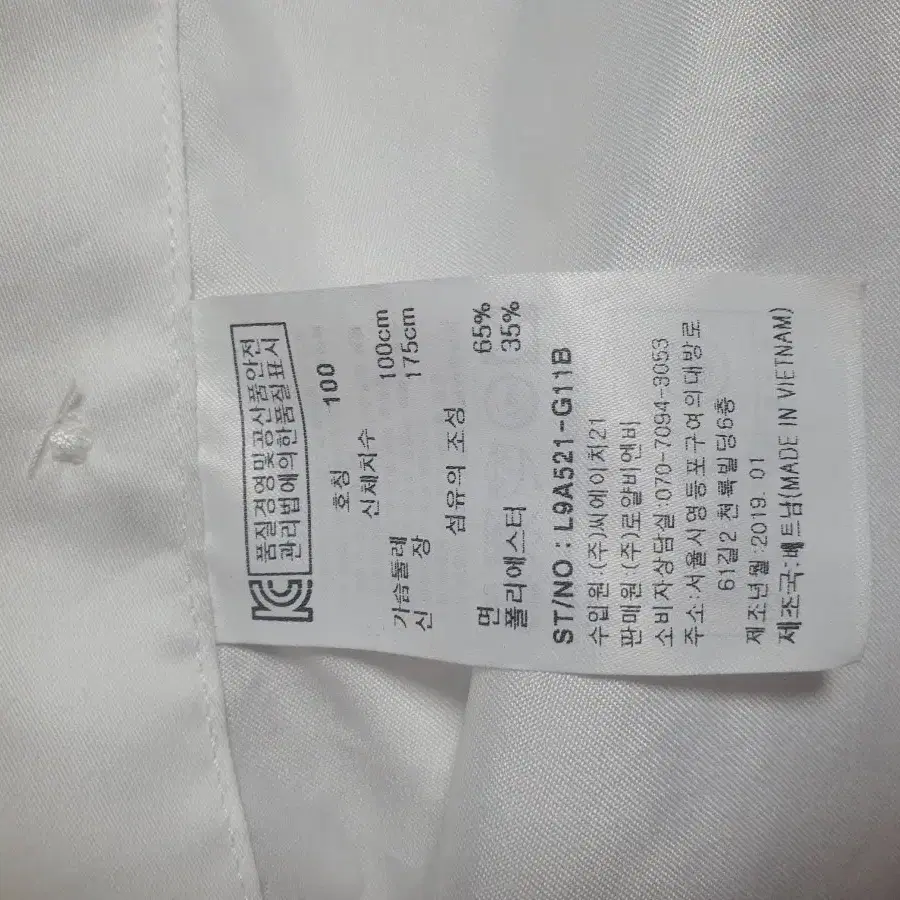 품질경영및공산품안전
관리법에의한품질표시
호칭 100
신체치수
가슴둘레 100cm
신 장 175cm
섬유의 조성
면 65%
폴리에스터 35%
ST/NO : L9A521-G11B
수입원 (주)씨에이치21
판매원 (주)로얄비엔비
소비자상담실:070-7094-3053
주소:서울시영등포구여의대방로
61길2 천록빌딩6층
제조년월:2019. 01
제조국:베트남(MADE IN VIETNAM)